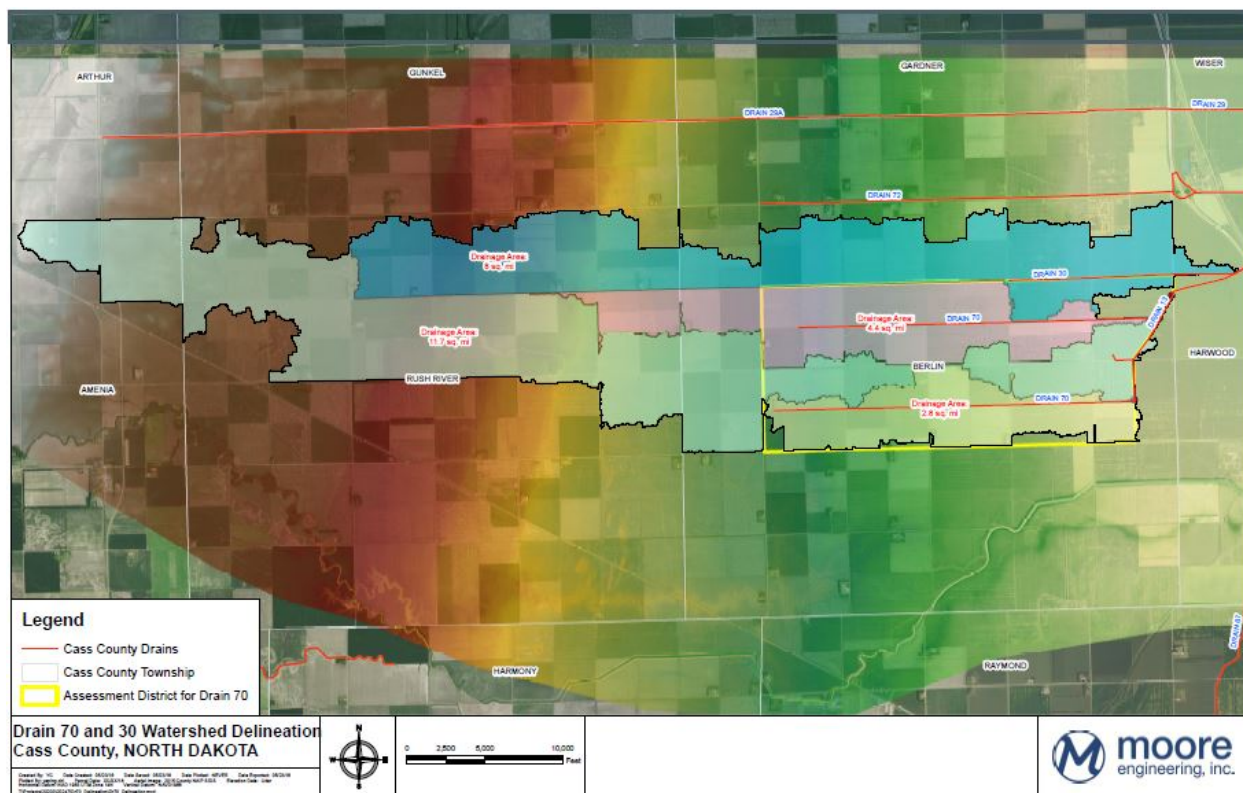 ARTHUR
GUNKEL
GARDNER
WISER
DRAIN 29A
DRAIN 29
DRAIN 72
Drainage Area:
8 sq. mi
DRAIN 30
DRAIN 13
DRAIN 70
Drainage Area:
4.4 sq. mi
Drainage Area:
11.7 sq. mi
HARWOOD
AMENIA
RUSH RIVER
BERLIN
DRAIN 70
Drainage Area:
2.8 sq. mi
HARMONY
RAYMOND
Legend
Cass County Drains
Cass County Township
Assessment District for Drain 70
Drain 70 and 30 Watershed Delineation
Cass County, NORTH DAKOTA
N
W
E
S
0 2,500 5,000 10,000
Feet
moore
engineering, inc.